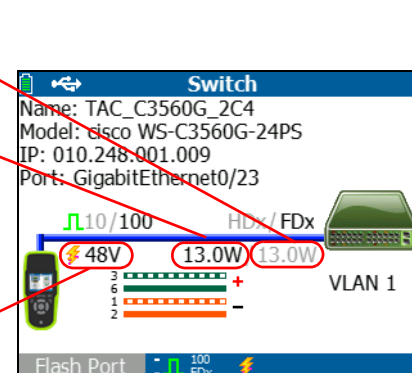 Switch
Name: TAC_C3560G_2C4
Model: cisco WS-C3560G-24PS
IP: 010.248.001.009
Port: GigabitEthernet0/23
10/100 HDx/FDx
48V 13.0W 13.0W
3 +
6
VLAN 1
1 –
2
Flash Port - 100
- FDx